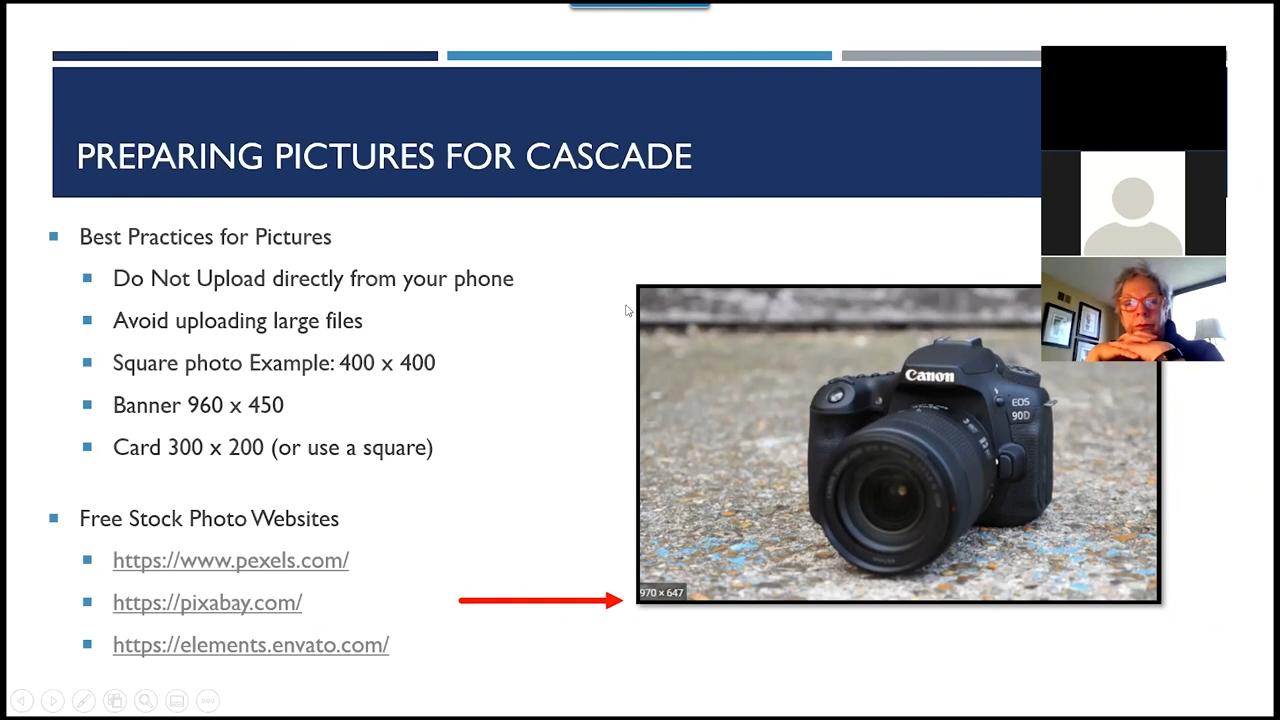 PREPARING PICTURES FOR CASCADE
Best Practices for Pictures
Do Not Upload directly from your phone
Avoid uploading large files
Square photo Example: 400 x 400
Banner 960 x 450
Card 300 x 200 (or use a square)
Free Stock Photo Websites
https://www.pexels.com/
https://pixabay.com/
https://elements.envato.com/
Canon
EOS
90D
970 × 647